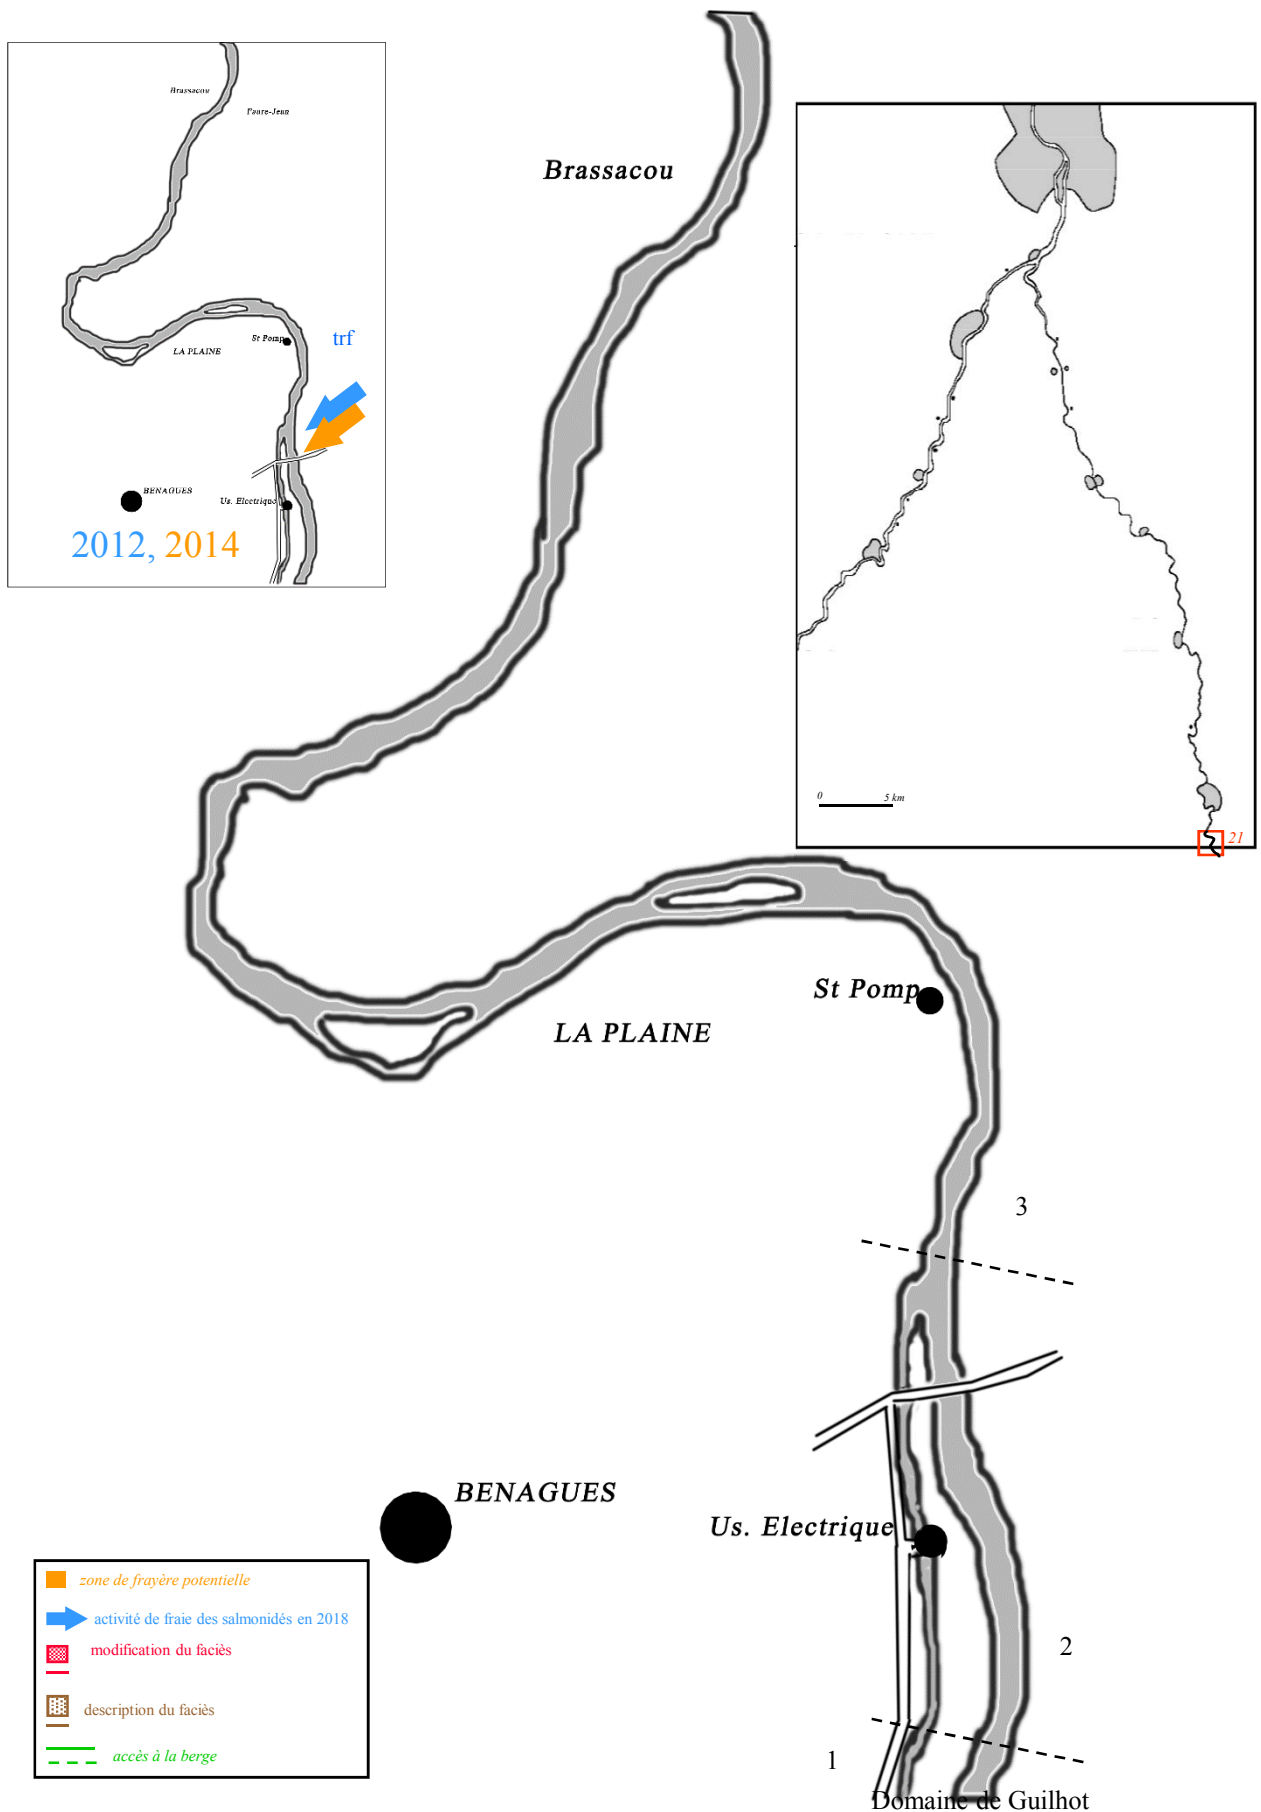 Brassacou
Faure-Jean
St Pomp
trf
LA PLAINE
BENAGUES
Us. Electrique
2012, 2014
Brassacou
0 5 km
21
St Pomp
LA PLAINE
3
BENAGUES
Us. Electrique
2
1
Domaine de Guilhot
zone de frayère potentielle
activité de fraie des salmonidés en 2018
modification du faciès
description du faciès
accès à la berge